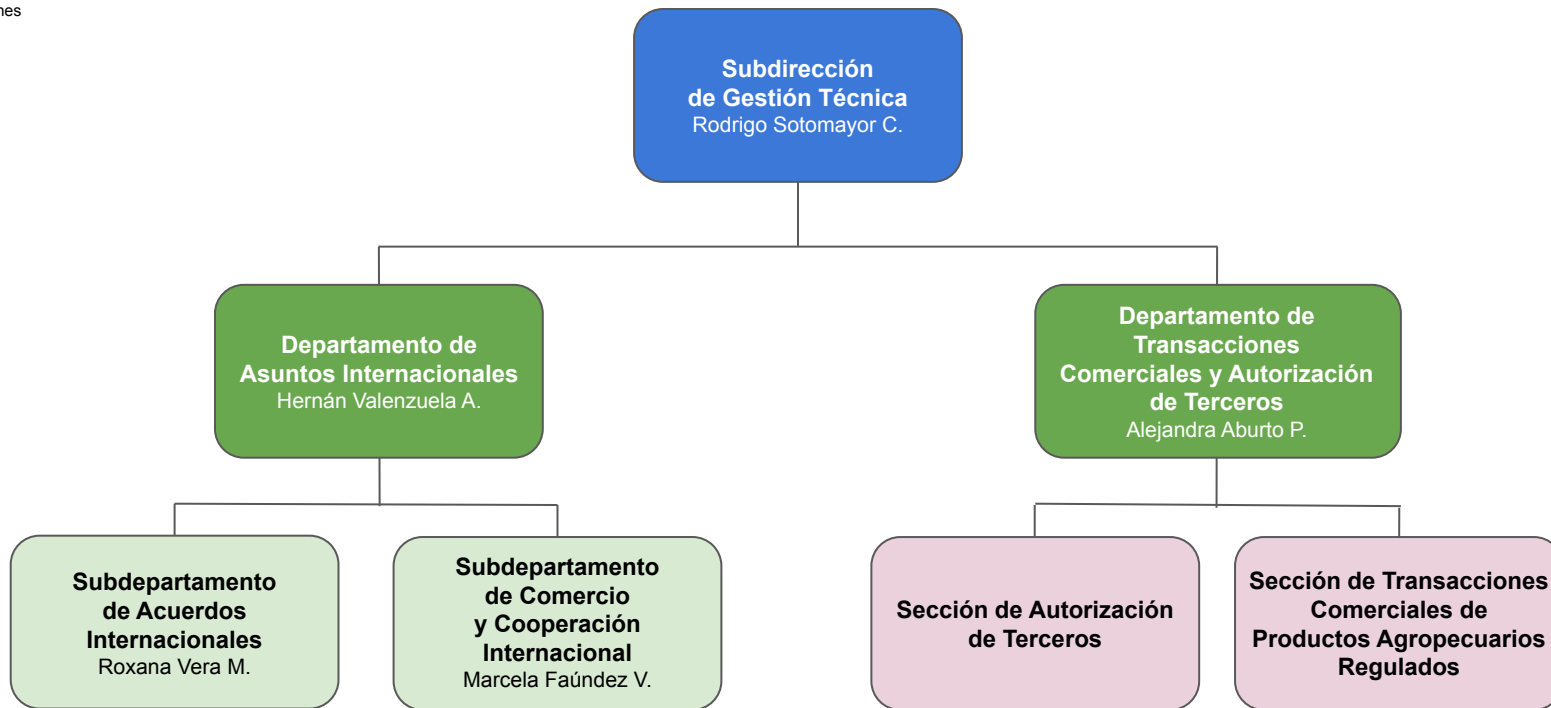 Subdirección
de Gestión Técnica
Rodrigo Sotomayor C.
Departamento de
Asuntos Internacionales
Hernán Valenzuela A.
Departamento de
Transacciones
Comerciales y Autorización
de Terceros
Alejandra Aburto P.
Subdepartamento
de Acuerdos
Internacionales
Roxana Vera M.
Subdepartamento
de Comercio
y Cooperación
Internacional
Marcela Faúndez V.
Sección de Autorización
de Terceros
Sección de Transacciones
Comerciales de
Productos Agropecuarios
Regulados